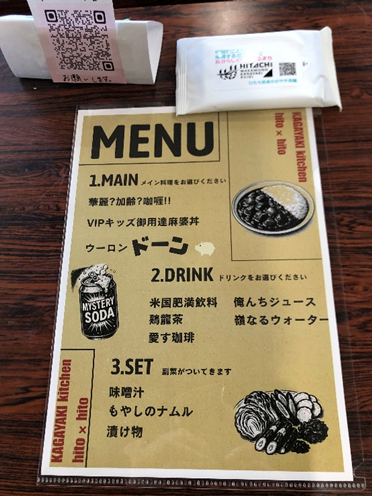 お願いします。
HITACHI
MENU
1.MAIN メイン料理をお選びください
華麗?加齢?咖喱!!
VIPキッズ御用達麻婆丼
ウーロン ドーン
KAGAYAKI kitchen
hito × hito
2.DRINK ドリンクをお選びください
MYSTERY
SODA
米国肥満飲料 俺んちジュース
鶏龍茶 嶺なるウォーター
愛す珈琲
3.SET 副菜がついてきます
味噌汁
もやしのナムル
漬け物
KAGAYAKI kitchen
hito × hito